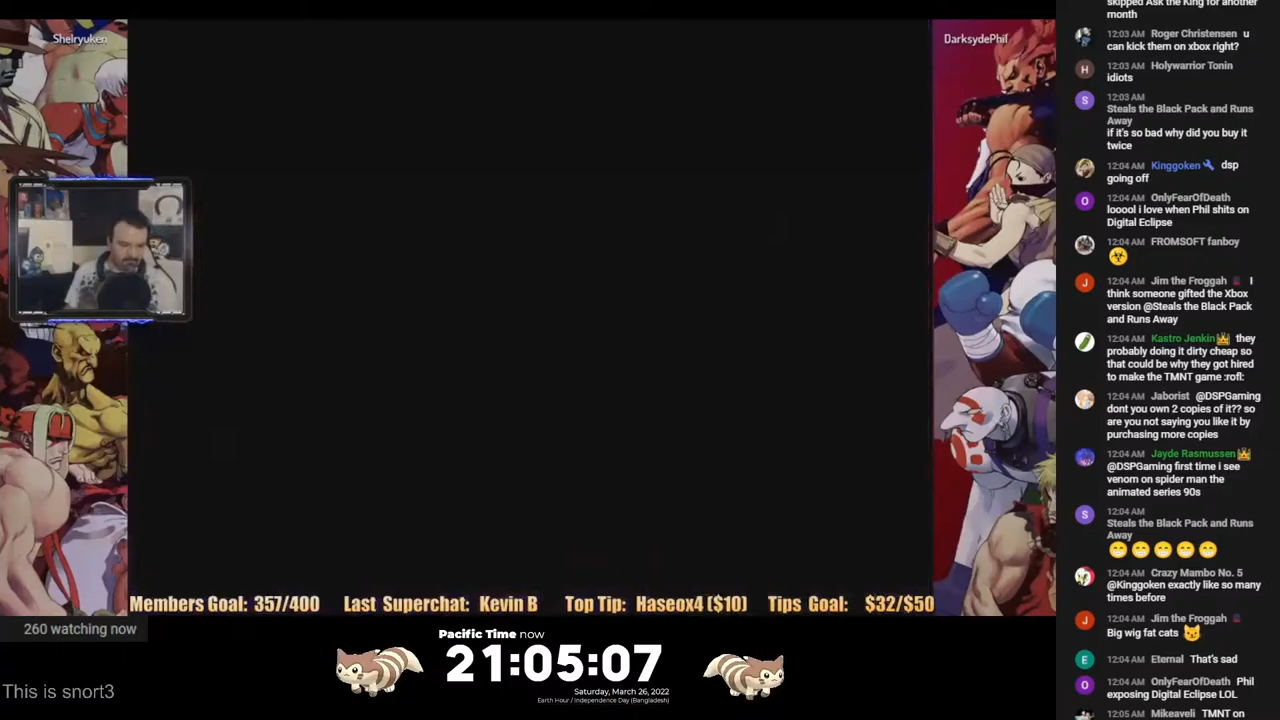 Shelryuken
DarksydePhil
Members Goal: 357/400 Last Superchat: Kevin B Top Tip: Haseox4 ($10) Tips Goal: $32/$50
260 watching now
Pacific Time now
21:05:07
Saturday, March 26, 2022
Earth Hour / Independence Day (Bangladesh)
This is snort3
skipped Ask the King for another
month
12:03 AM Roger Christensen u
can kick them on xbox right?
12:03 AM Holywarrior Tonin
idiots
12:03 AM
Steals the Black Pack and Runs
Away
if it's so bad why did you buy it
twice
12:04 AM Kinggoken dsp
going off
12:04 AM OnlyFearOfDeath
looool i love when Phil shits on
Digital Eclipse
12:04 AM FROMSOFT fanboy
12:04 AM Jim the Froggah I
think someone gifted the Xbox
version @Steals the Black Pack
and Runs Away
12:04 AM Kastro Jenkin they
probably doing it dirty cheap so
that could be why they got hired
to make the TMNT game :rofl:
12:04 AM Jaborist @DSPGaming
dont you own 2 copies of it?? so
are you not saying you like it by
purchasing more copies
12:04 AM Jayde Rasmussen
@DSPGaming first time i see
venom on spider man the
animated series 90s
12:04 AM
Steals the Black Pack and Runs
Away
12:04 AM Crazy Mambo No. 5
@Kinggoken exactly like so many
times before
12:04 AM Jim the Froggah
Big wig fat cats
12:04 AM Eternal That's sad
12:04 AM OnlyFearOfDeath Phil
exposing Digital Eclipse LOL
12:05 AM Mikeaveli TMNT on